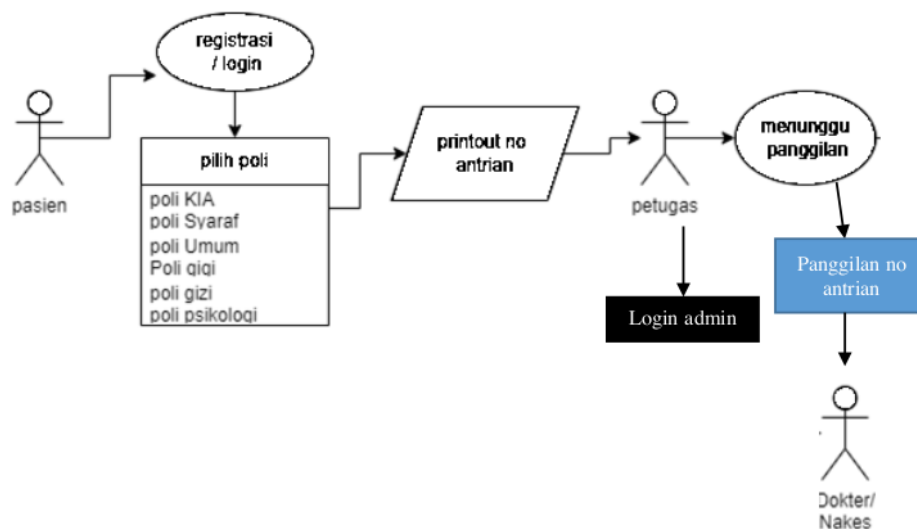 registrasi
/ login
pasien
pilih poli
poli KIA
poli Syaraf
poli Umum
Poli gigi
poli gizi
poli psikologi
printout no
antrian
petugas
menunggu
panggilan
Login admin
Panggilan no
antrian
Dokter/
Nakes